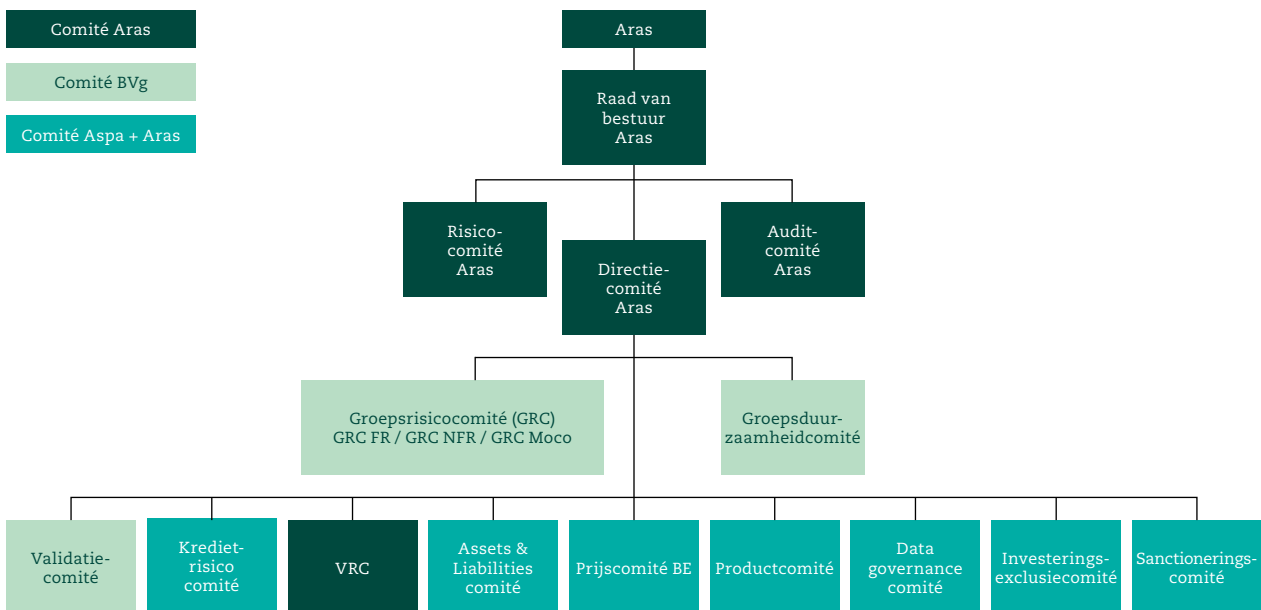 Comité Aras
Comité BVg
Comité Aspa + Aras
Aras
Raad van
bestuur
Aras
Risico-
comité
Aras
Directie-
comité
Aras
Audit-
comité
Aras
Groepsrisicocomité (GRC)
GRC FR / GRC NFR / GRC Moco
Groepsduur-
zaamheidcomité
Validatie-
comité
Krediet-
risico
comité
VRC
Assets &
Liabilities
comité
Prijscomité BE
Productcomité
Data
governance
comité
Investerings-
exclusiecomité
Sanctionerings-
comité